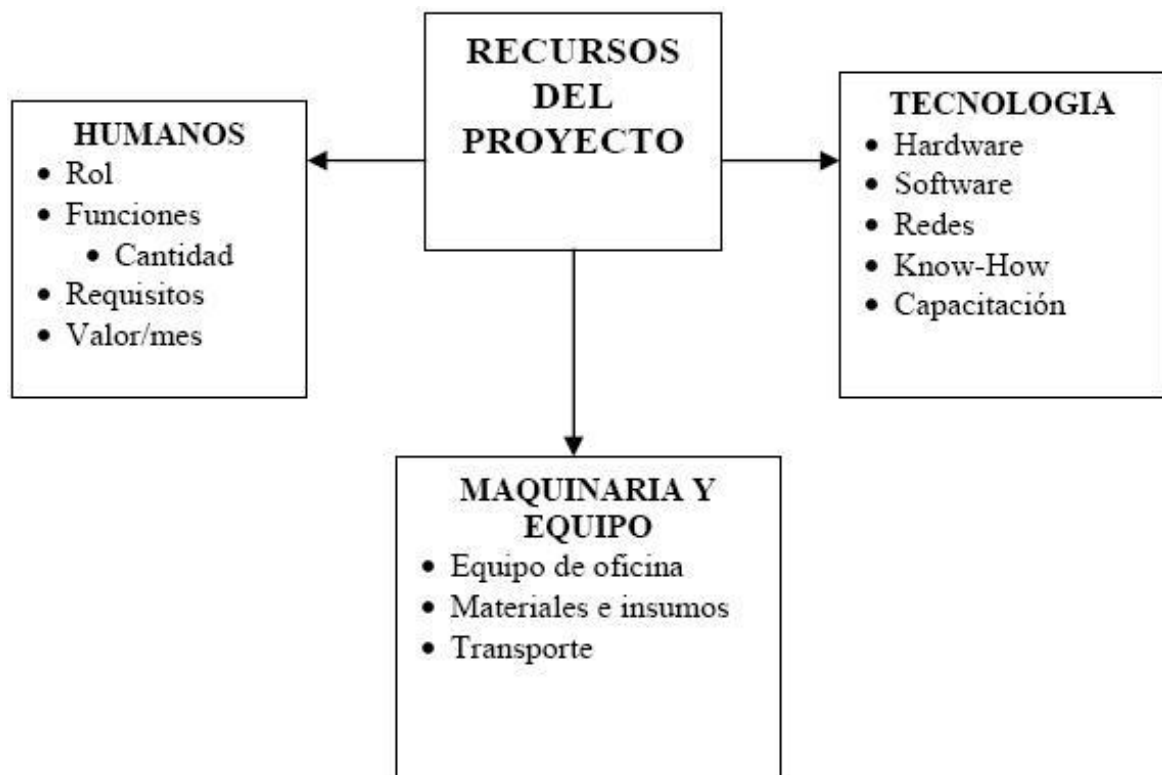 RECURSOS
DEL
PROYECTO
HUMANOS
• Rol
• Funciones
• Cantidad
• Requisitos
• Valor/mes
TECNOLOGIA
• Hardware
• Software
• Redes
• Know-How
• Capacitación
MAQUINARIA Y
EQUIPO
• Equipo de oficina
• Materiales e insumos
• Transporte